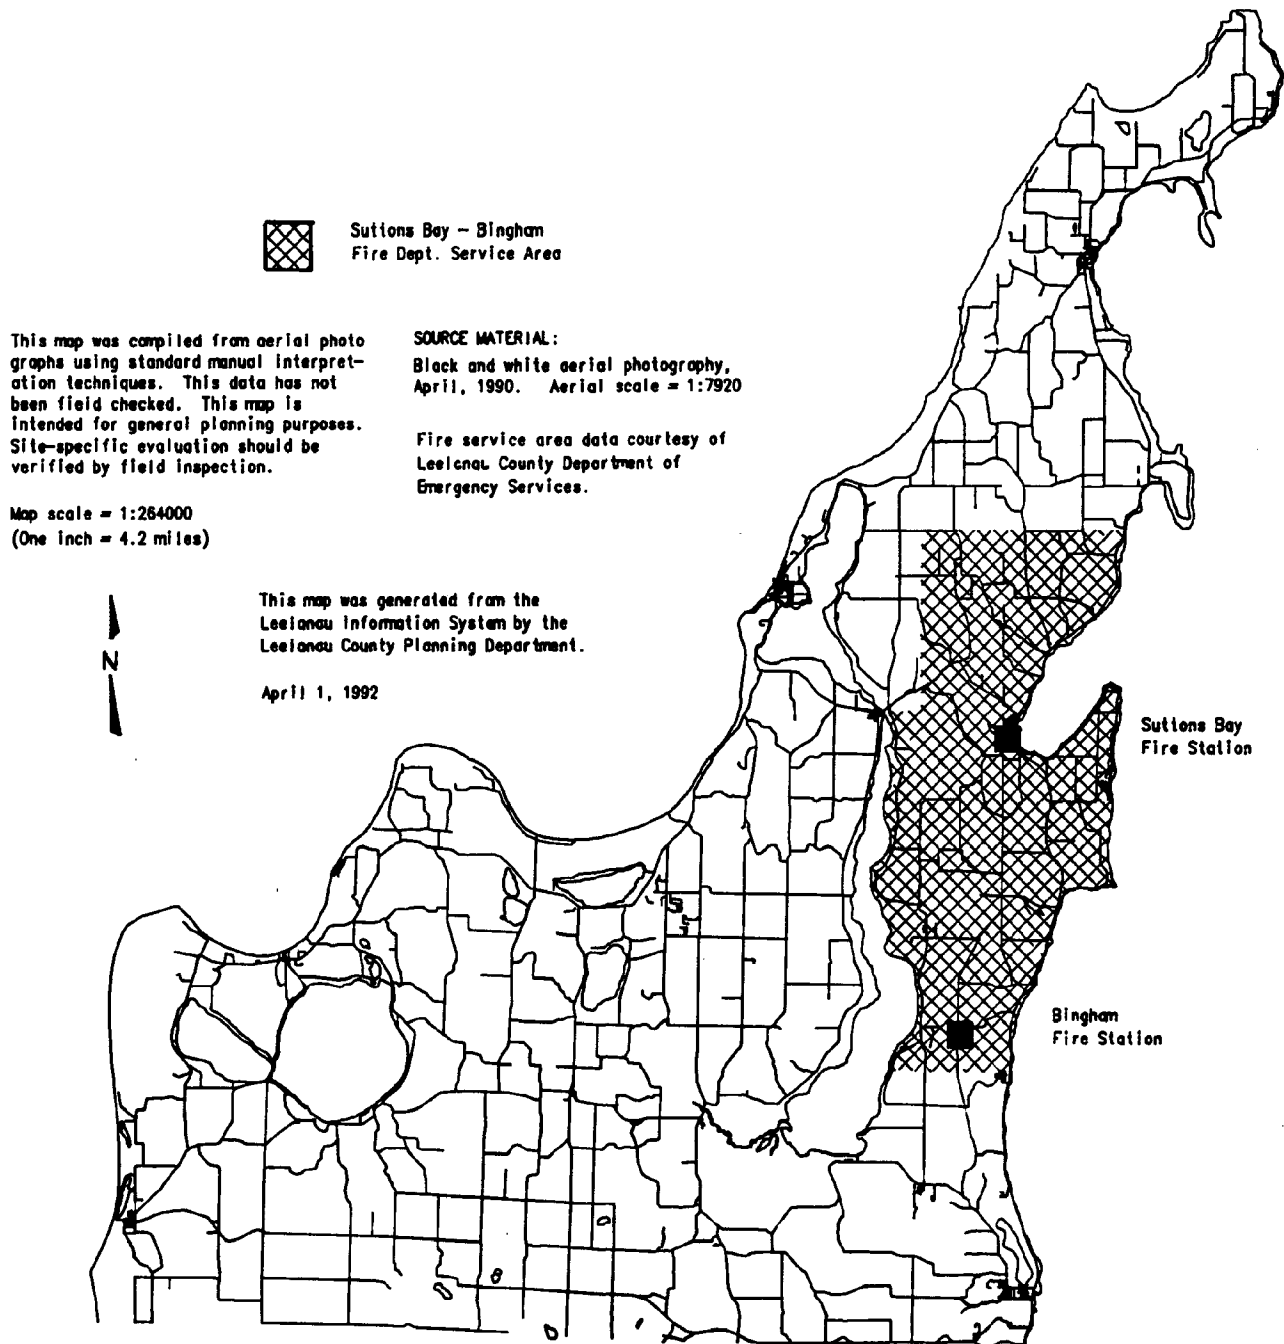 Suttons Bay - Bingham
Fire Dept. Service Area
This map was compiled from aerial photo
graphs using standard manual interpret-
ation techniques. This data has not
been field checked. This map is
intended for general planning purposes.
Site-specific evaluation should be
verified by field inspection.
Map scale = 1:264000
(One inch = 4.2 miles)
SOURCE MATERIAL:
Black and white aerial photography,
April, 1990. Aerial scale = 1:7920
Fire service area data courtesy of
Leelanau County Department of
Emergency Services.
This map was generated from the
Leelanau Information System by the
Leelanau County Planning Department.
April 1, 1992
N
Suttons Bay
Fire Station
Bingham
Fire Station